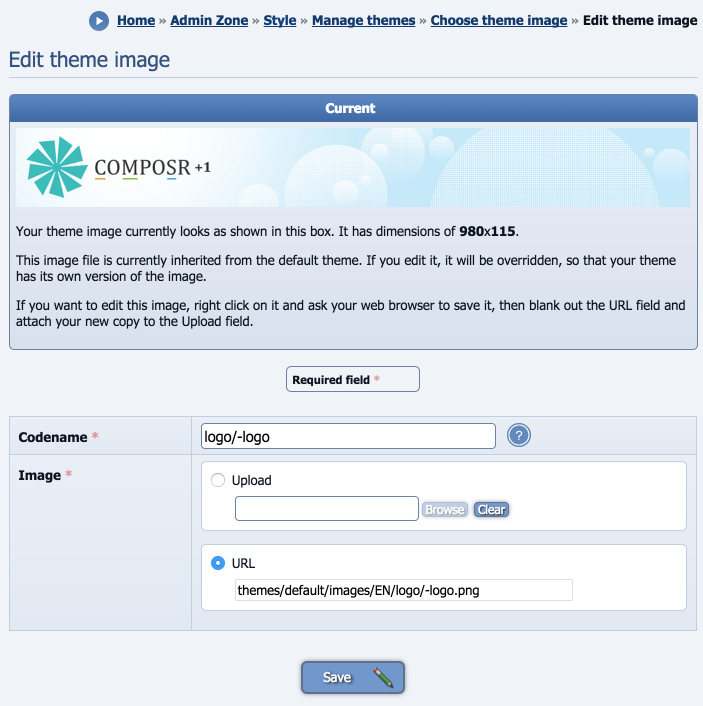 Home » Admin Zone » Style » Manage themes » Choose theme image » Edit theme image
Edit theme image
Current
COMPOSR +1
Your theme image currently looks as shown in this box. It has dimensions of 980x115.
This image file is currently inherited from the default theme. If you edit it, it will be overridden, so that your theme
has its own version of the image.
If you want to edit this image, right click on it and ask your web browser to save it, then blank out the URL field and
attach your new copy to the Upload field.
Required field *
Codename *
logo/-logo
?
Image *
Upload
Browse
Clear
URL
themes/default/images/EN/logo/-logo.png
Save